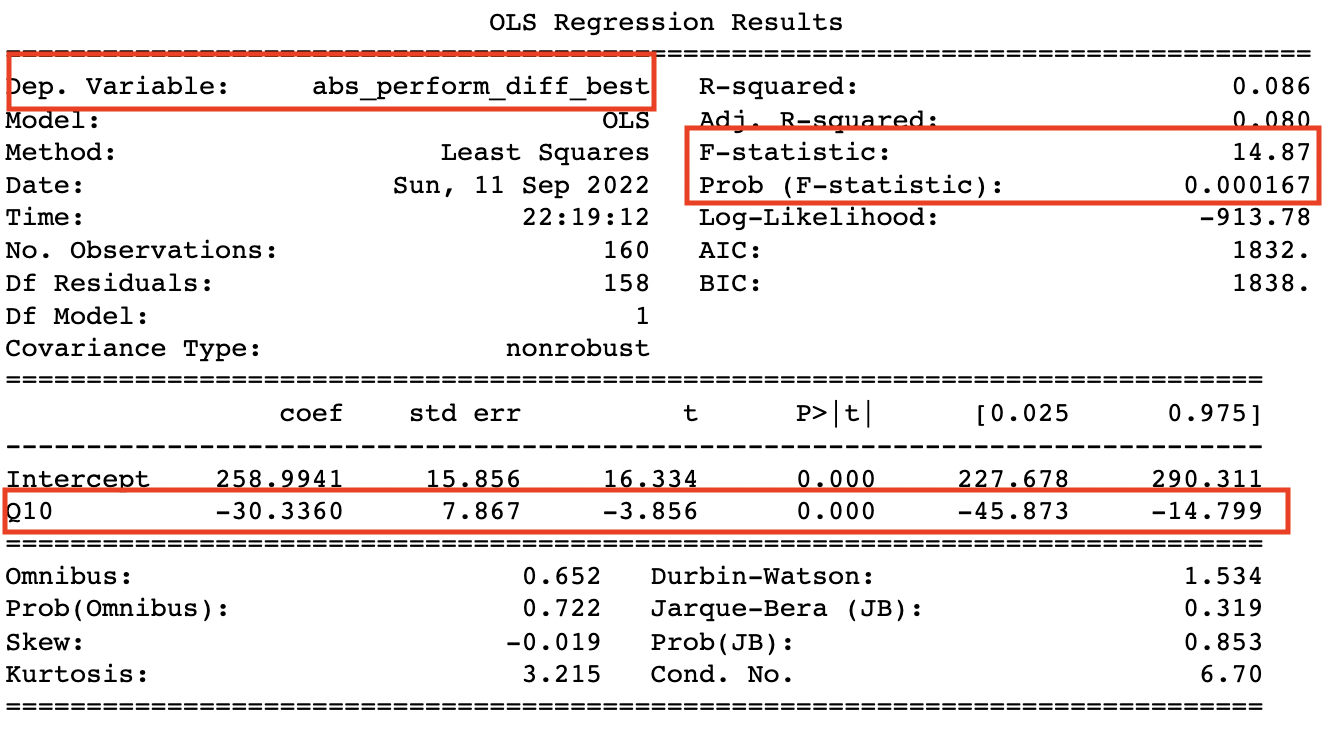 OLS Regression Results
==============================================================================
Dep. Variable: abs_perform_diff_best R-squared: 0.086
Model: OLS Adj. R-squared: 0.080
Method: Least Squares F-statistic: 14.87
Date: Sun, 11 Sep 2022 Prob (F-statistic): 0.000167
Time: 22:19:12 Log-Likelihood: -913.78
No. Observations: 160 AIC: 1832.
Df Residuals: 158 BIC: 1838.
Df Model: 1
Covariance Type: nonrobust
==============================================================================
coef std err t P>|t| [0.025 0.975]
------------------------------------------------------------------------------
Intercept 258.9941 15.856 16.334 0.000 227.678 290.311
Q10 -30.3360 7.867 -3.856 0.000 -45.873 -14.799
==============================================================================
Omnibus: 0.652 Durbin-Watson: 1.534
Prob(Omnibus): 0.722 Jarque-Bera (JB): 0.319
Skew: -0.019 Prob(JB): 0.853
Kurtosis: 3.215 Cond. No. 6.70
==============================================================================